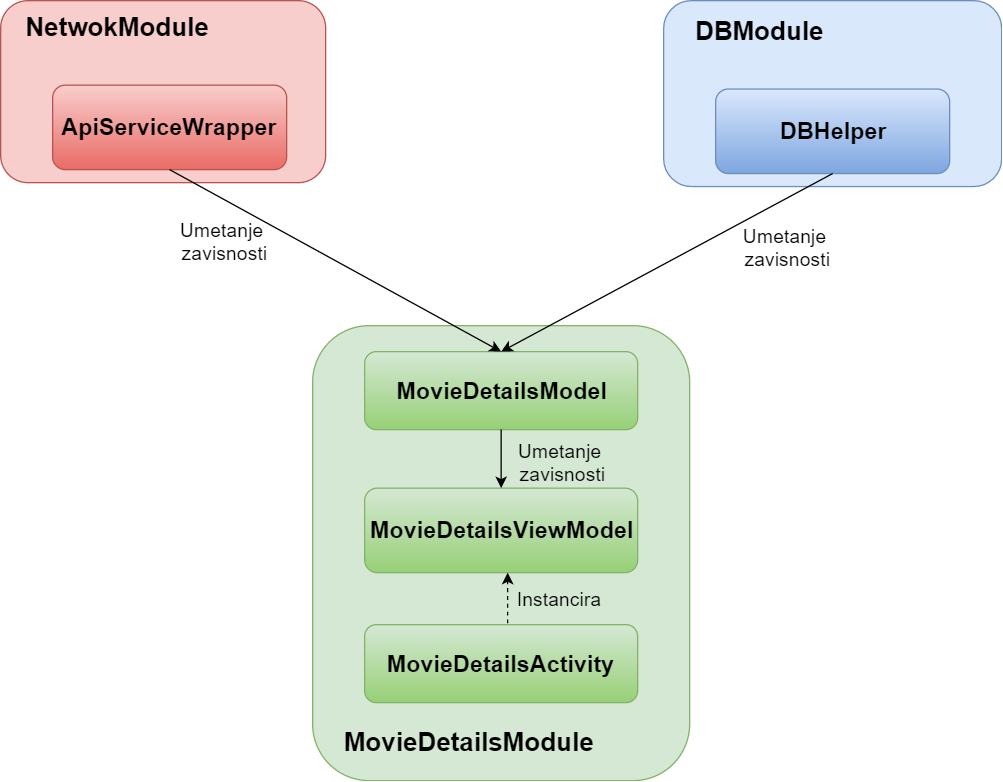 NetwokModule
DBModule
ApiServiceWrapper
DBHelper
Umetanje
zavisnosti
Umetanje
zavisnosti
MovieDetailsModel
Umetanje
zavisnosti
MovieDetailsViewModel
Instancira
MovieDetailsActivity
MovieDetailsModule